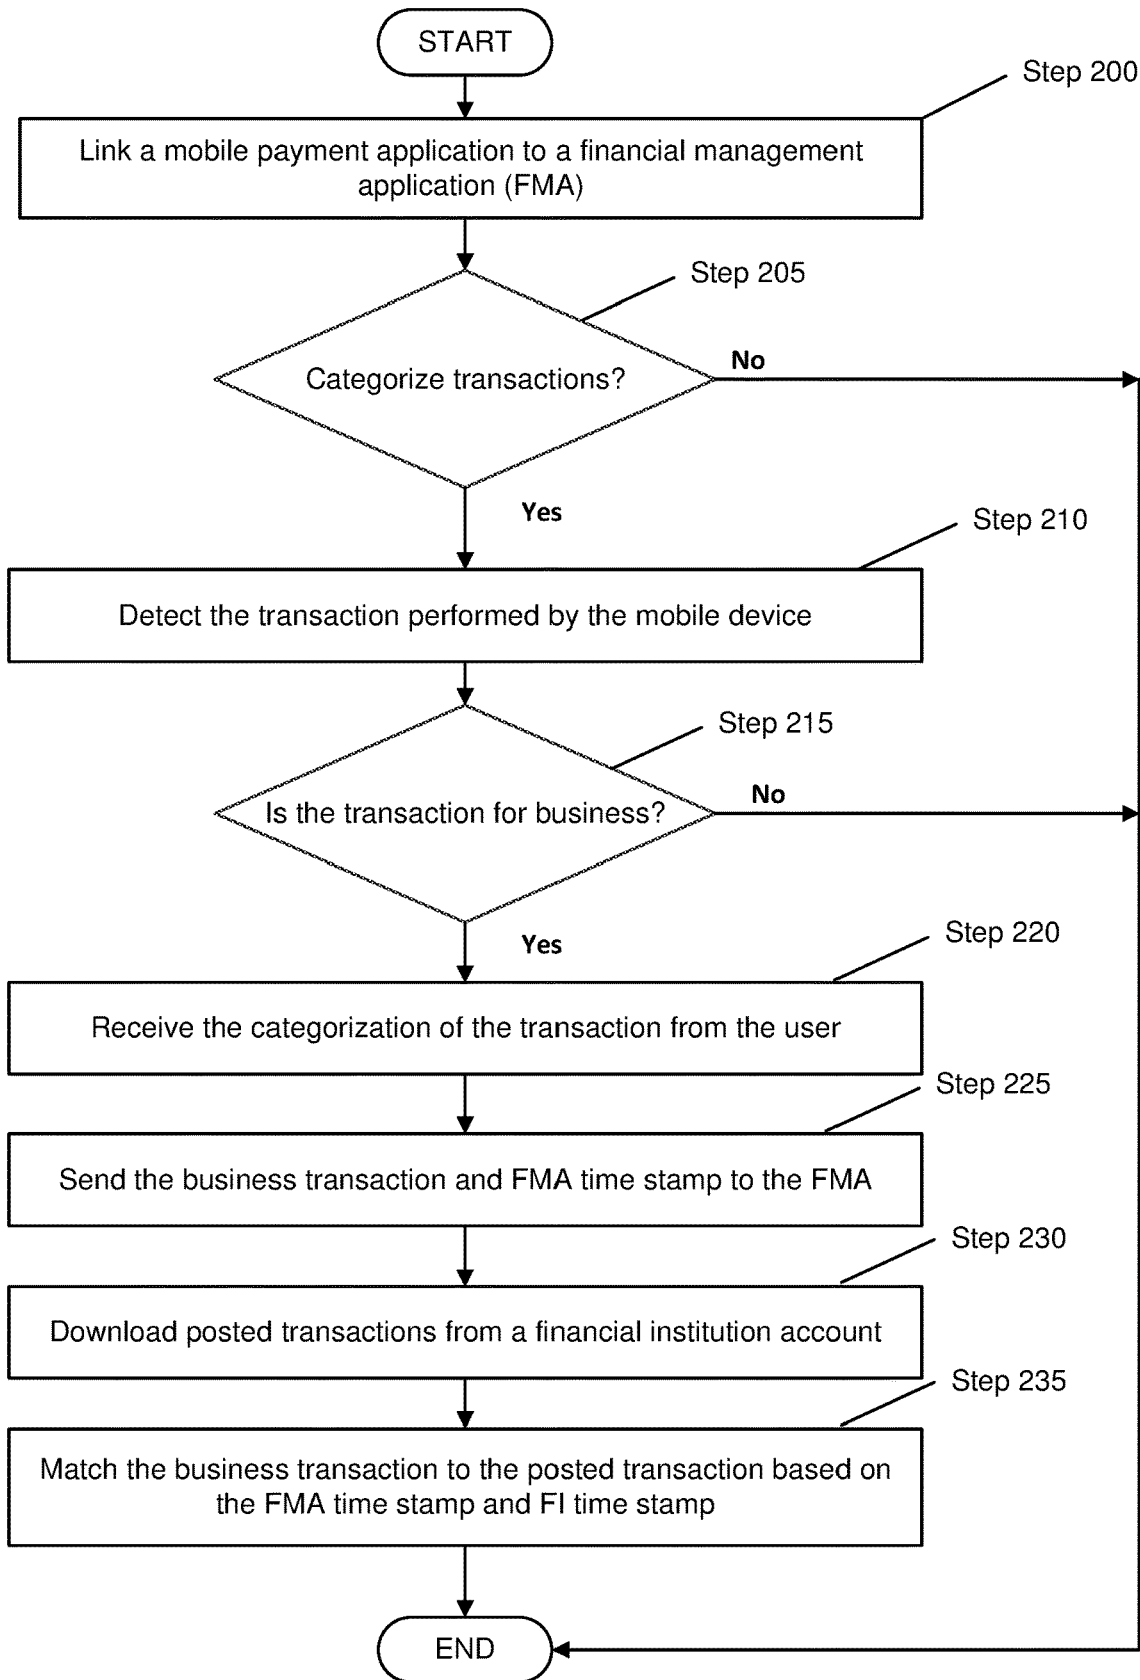 START
Step 200
Link a mobile payment application to a financial management
application (FMA)
Step 205
Categorize transactions?
No
Yes
Step 210
Detect the transaction performed by the mobile device
Step 215
Is the transaction for business?
No
Yes
Step 220
Receive the categorization of the transaction from the user
Step 225
Send the business transaction and FMA time stamp to the FMA
Step 230
Download posted transactions from a financial institution account
Step 235
Match the business transaction to the posted transaction based on
the FMA time stamp and FI time stamp
END